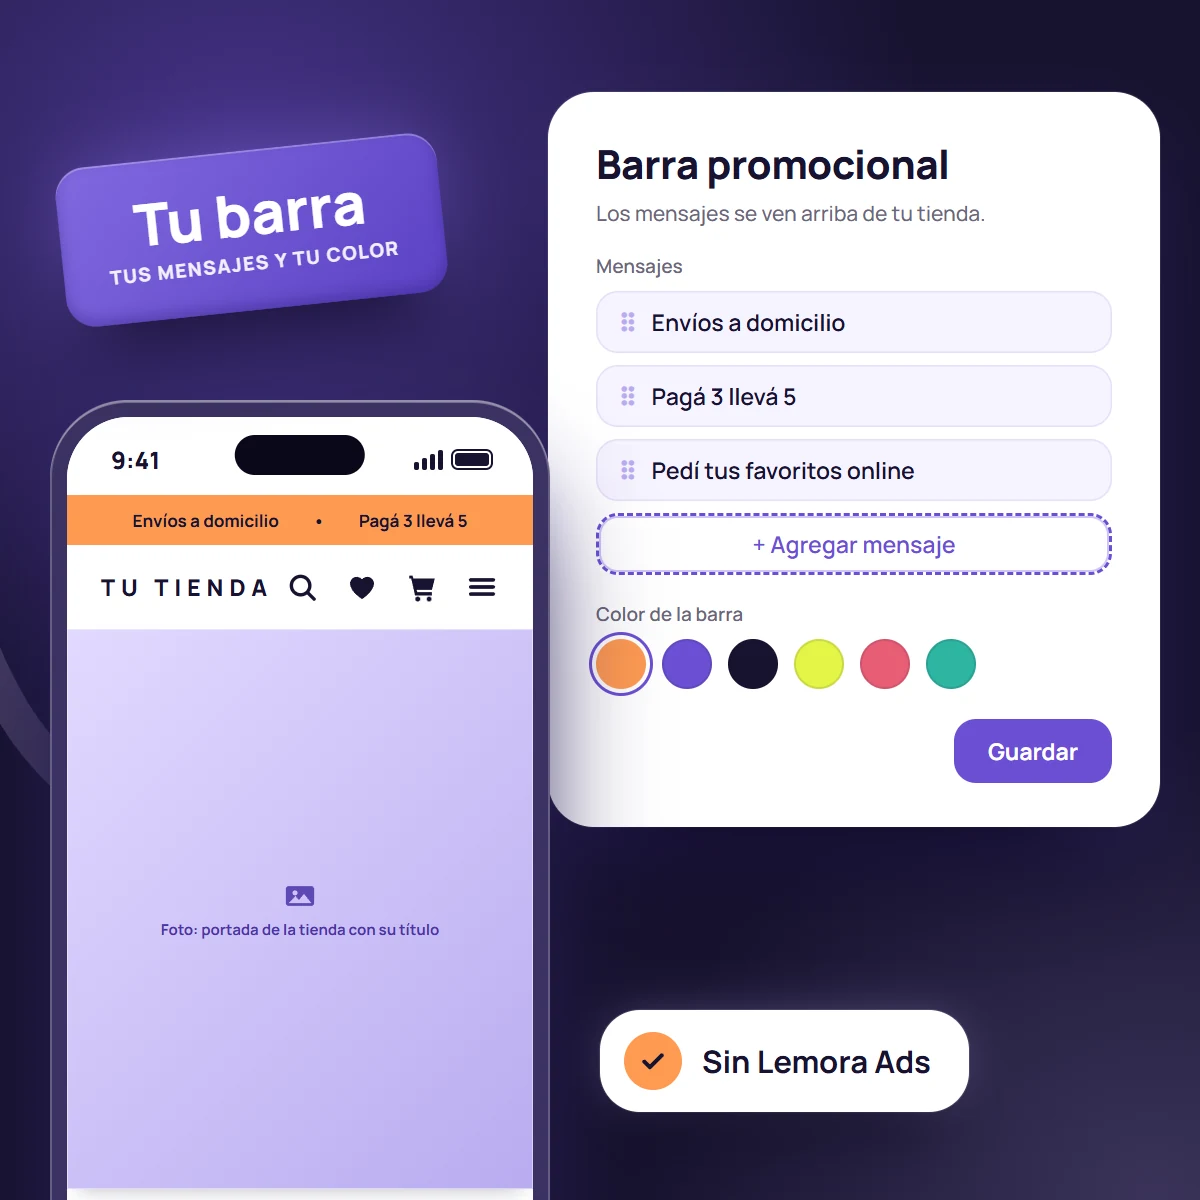 Tu barra
TUS MENSAJES Y TU COLOR
9:41
Envíos a domicilio • Pagá 3 llevá 5
TU TIENDA
Foto: portada de la tienda con su título
Barra promocional
Los mensajes se ven arriba de tu tienda.
Mensajes
Envíos a domicilio
Pagá 3 llevá 5
Pedí tus favoritos online
+ Agregar mensaje
Color de la barra
Guardar
Sin Lemora Ads